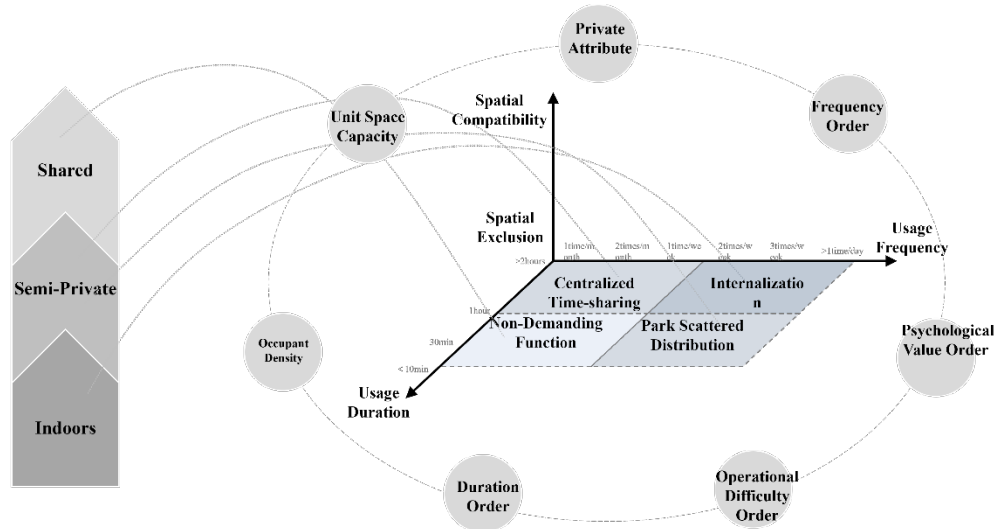 Private
Attribute
Unit Space
Capacity
Spatial
Compatibility
Frequency
Order
Shared
Semi-Private
Indoors
Spatial
Exclusion
Usage
Frequency
>2hours
1time/m
onth
2times/m
onth
1time/we
ek
2times/w
eek
3times/w
eek
>1time/day
Centralized
Time-sharing
Internalizatio
n
1hour
Non-Demanding
Function
Park Scattered
Distribution
30min
< 10min
Usage
Duration
Occupant
Density
Psychological
Value Order
Duration
Order
Operational
Difficulty
Order